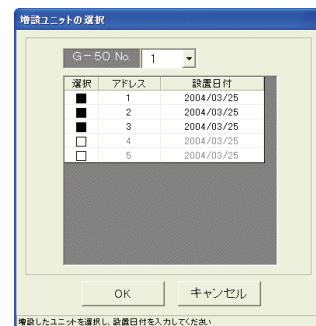 増設ユニットの選択
G-50 No. 1
選択 アドレス 設置日付
■ 1 2004/03/25
■ 2 2004/03/25
■ 3 2004/03/25
□ 4 2004/03/25
□ 5 2004/03/25
OK キャンセル
増設したユニットを選択し、設置日付を入力してください